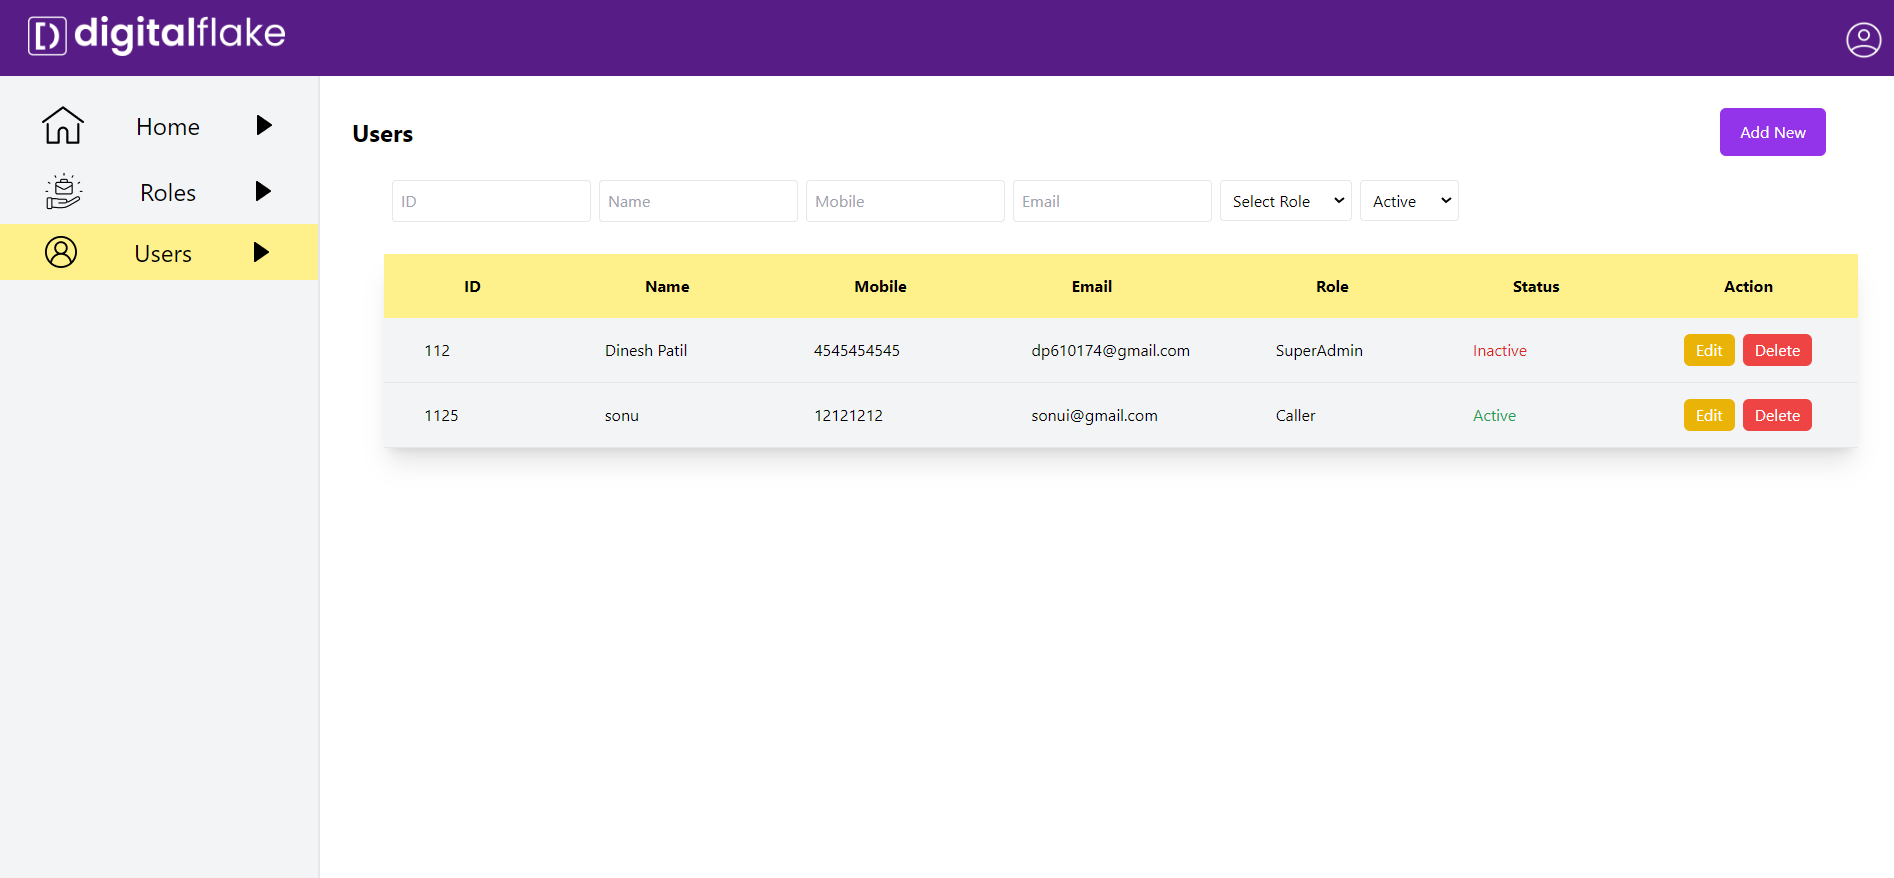 digitalflake
Home
Roles
Users
Users
Add New
ID Name Mobile Email Select Role Active
ID Name Mobile Email Role Status Action
112 Dinesh Patil 4545454545 dp610174@gmail.com SuperAdmin Inactive Edit Delete
1125 sonu 12121212 sonui@gmail.com Caller Active Edit Delete